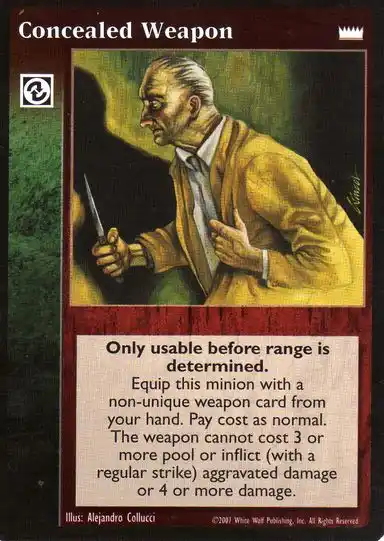 Concealed Weapon
Only usable before range is
determined.
Equip this minion with a
non-unique weapon card from
your hand. Pay cost as normal.
The weapon cannot cost 3 or
more pool or inflict (with a
regular strike) aggravated damage
or 4 or more damage.
Illus: Alejandro Collucci
©2007 White Wolf Publishing, Inc. All Rights Reserved